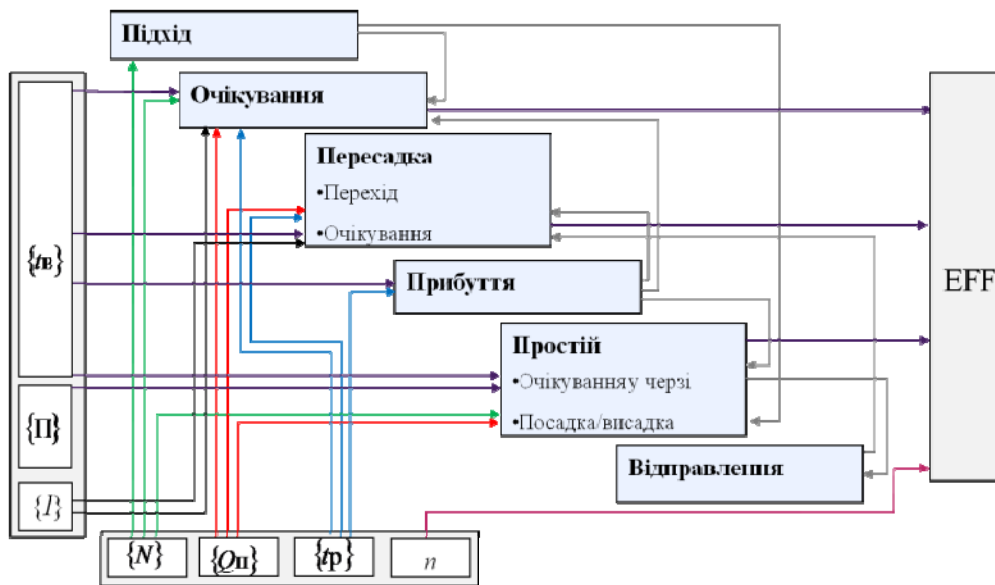 Підхід
Очікування
Пересадка
•Перехід
•Очікування
{tв}
Прибуття
EFF
Простій
•Очікуванняу черзі
{П}
•Посадка/висадка
Відправлення
{I}
{N}
{Qп}
{tр}
n